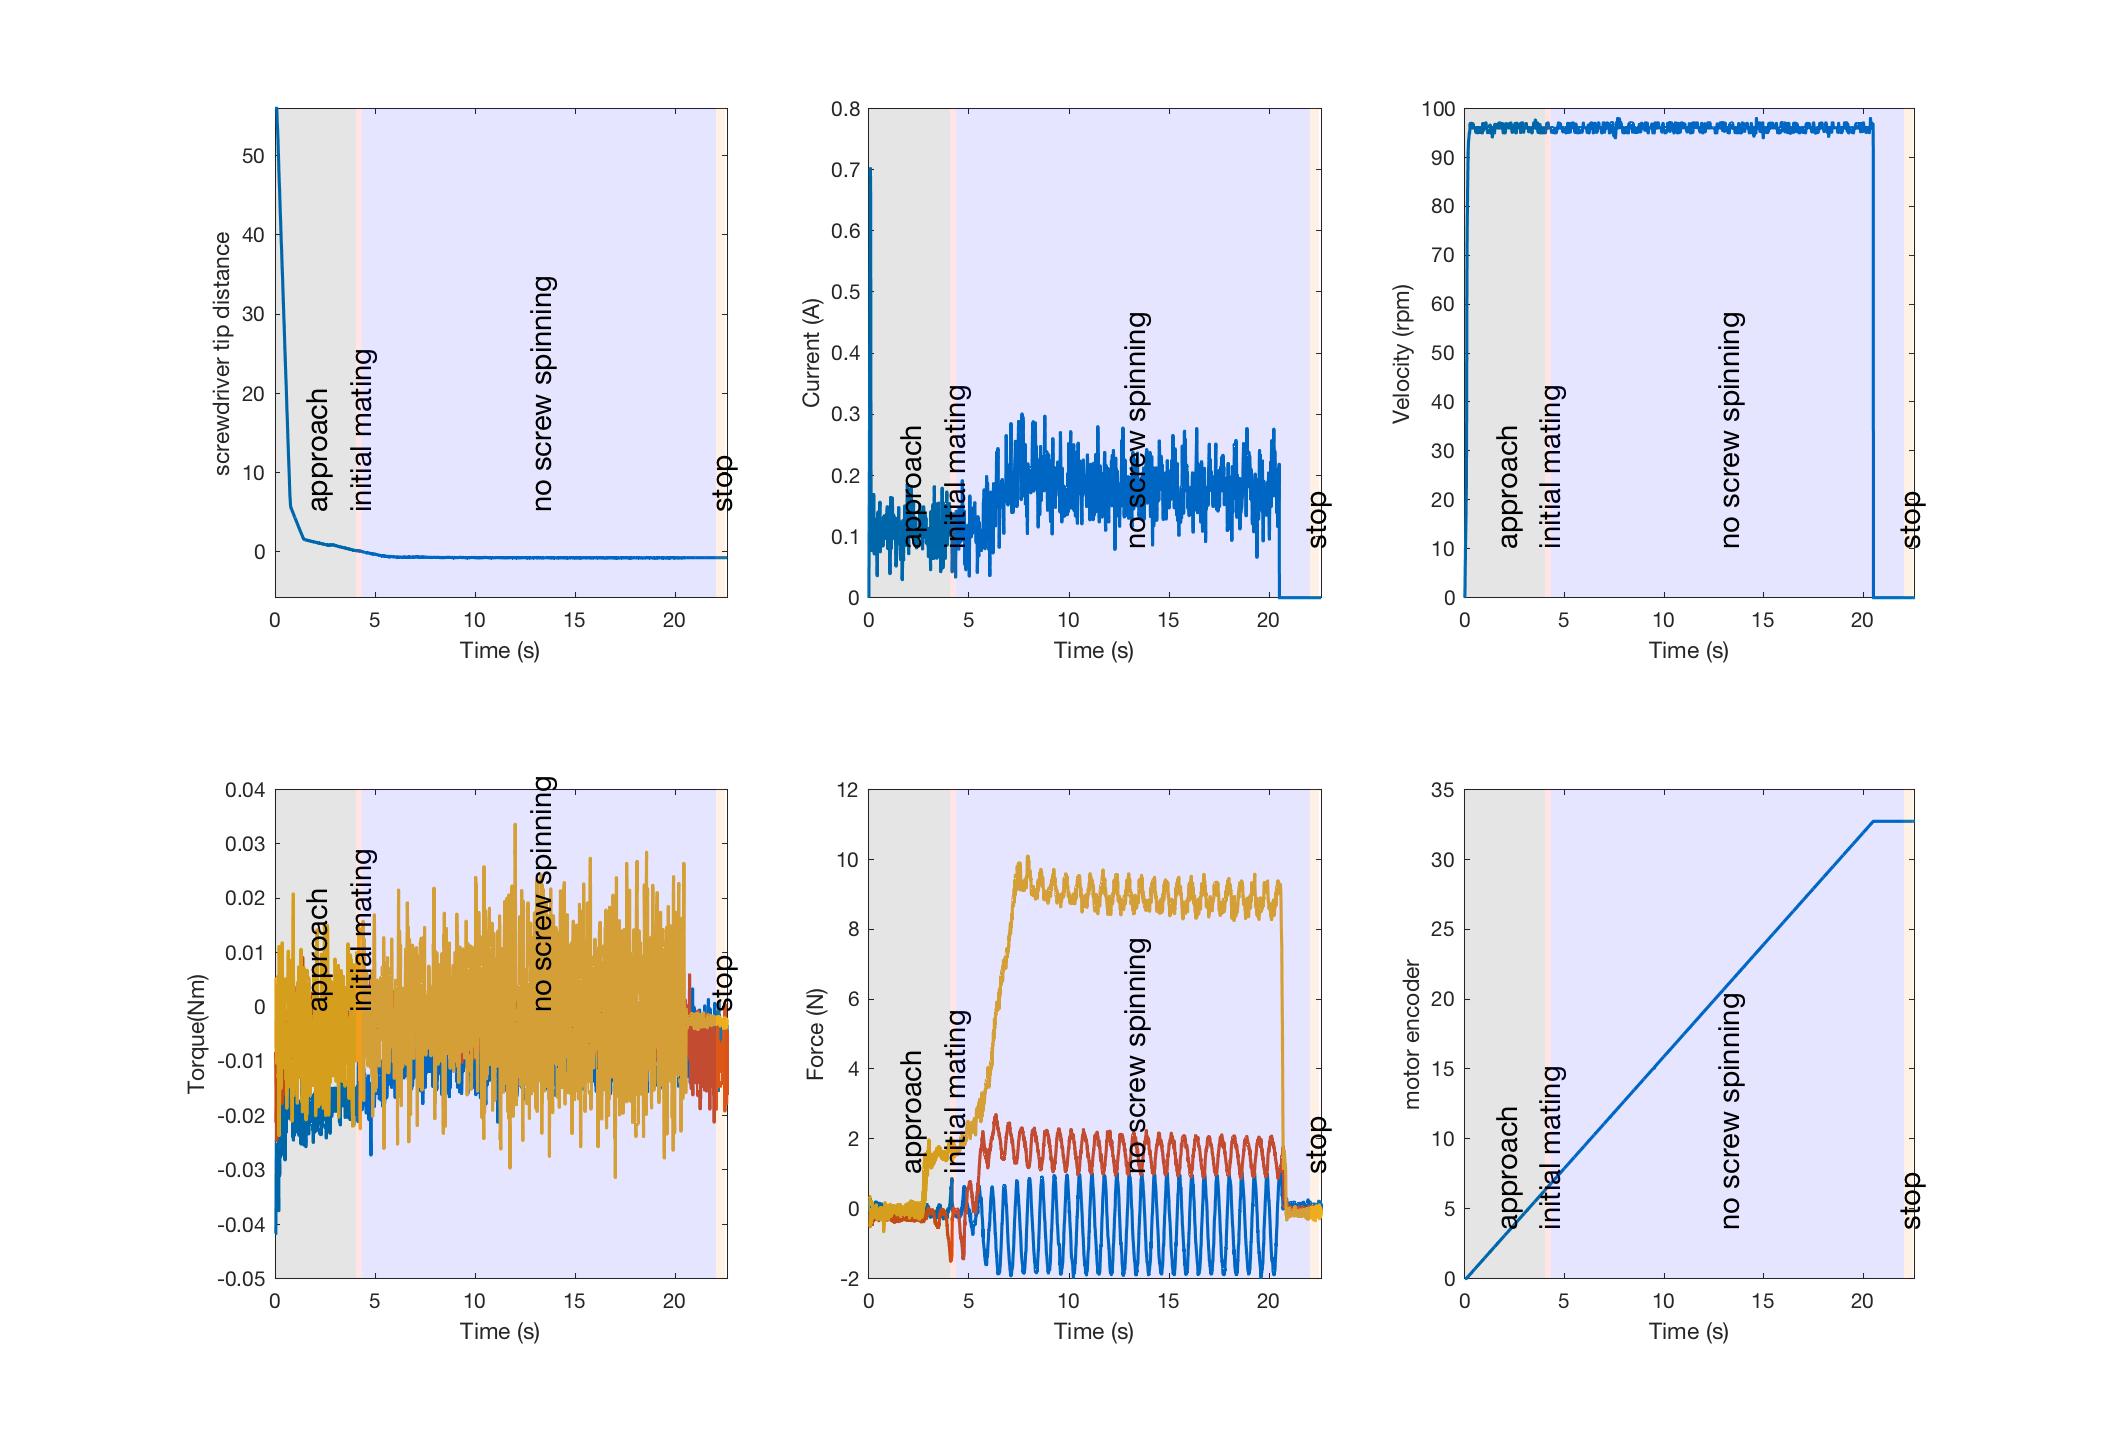 50
40
30
20
10
0
screwdriver tip distance
approach
initial mating
no screw spinning
stop
0 5 10 15 20
Time (s)
0.8
0.7
0.6
0.5
0.4
0.3
0.2
0.1
0
Current (A)
approach
initial mating
no screw spinning
stop
0 5 10 15 20
Time (s)
100
90
80
70
60
50
40
30
20
10
0
Velocity (rpm)
approach
initial mating
no screw spinning
stop
0 5 10 15 20
Time (s)
0.04
0.03
0.02
0.01
0
-0.01
-0.02
-0.03
-0.04
-0.05
Torque(Nm)
approach
initial mating
no screw spinning
stop
0 5 10 15 20
Time (s)
12
10
8
6
4
2
0
-2
Force (N)
approach
initial mating
no screw spinning
stop
0 5 10 15 20
Time (s)
35
30
25
20
15
10
5
0
motor encoder
approach
initial mating
no screw spinning
stop
0 5 10 15 20
Time (s)